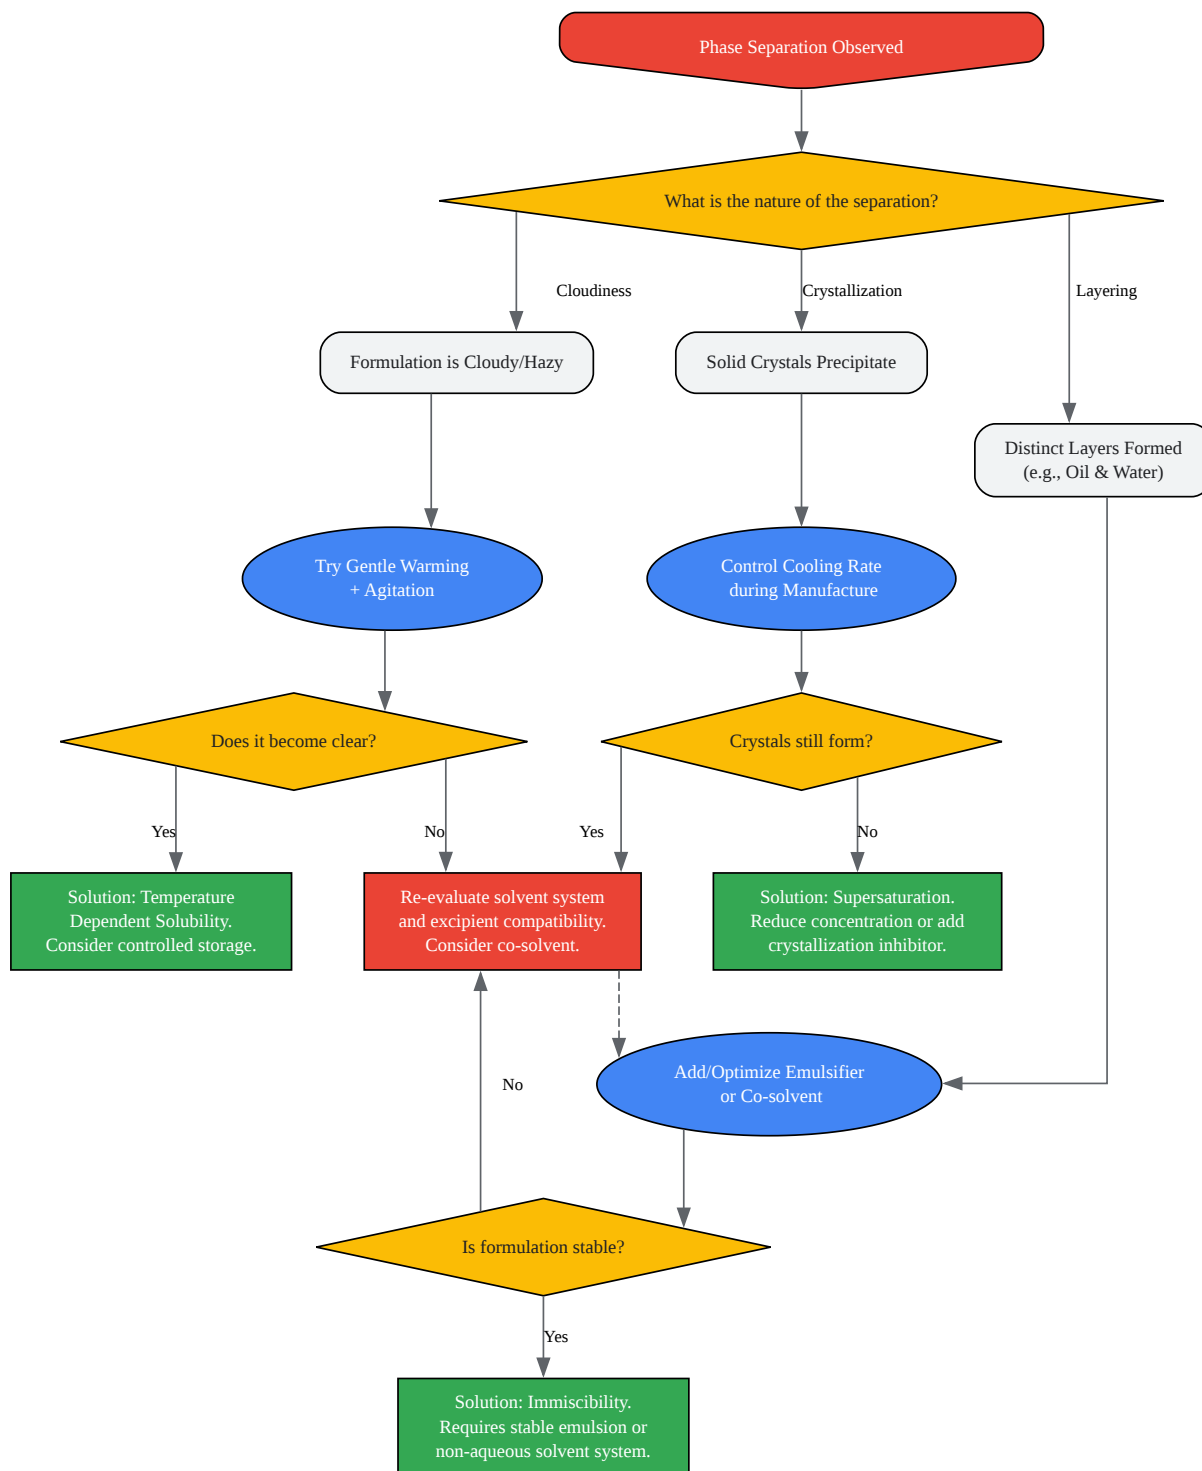 Phase Separation Observed
What is the nature of the separation?
Cloudiness
Crystallization
Layering
Formulation is Cloudy/Hazy
Solid Crystals Precipitate
Distinct Layers Formed
(e.g., Oil & Water)
Try Gentle Warming
+ Agitation
Control Cooling Rate
during Manufacture
Does it become clear?
Crystals still form?
Yes
No
Yes
No
Solution: Temperature
Dependent Solubility.
Consider controlled storage.
Re-evaluate solvent system
and excipient compatibility.
Consider co-solvent.
Solution: Supersaturation.
Reduce concentration or add
crystallization inhibitor.
Add/Optimize Emulsifier
or Co-solvent
No
Is formulation stable?
Yes
Solution: Immiscibility.
Requires stable emulsion or
non-aqueous solvent system.